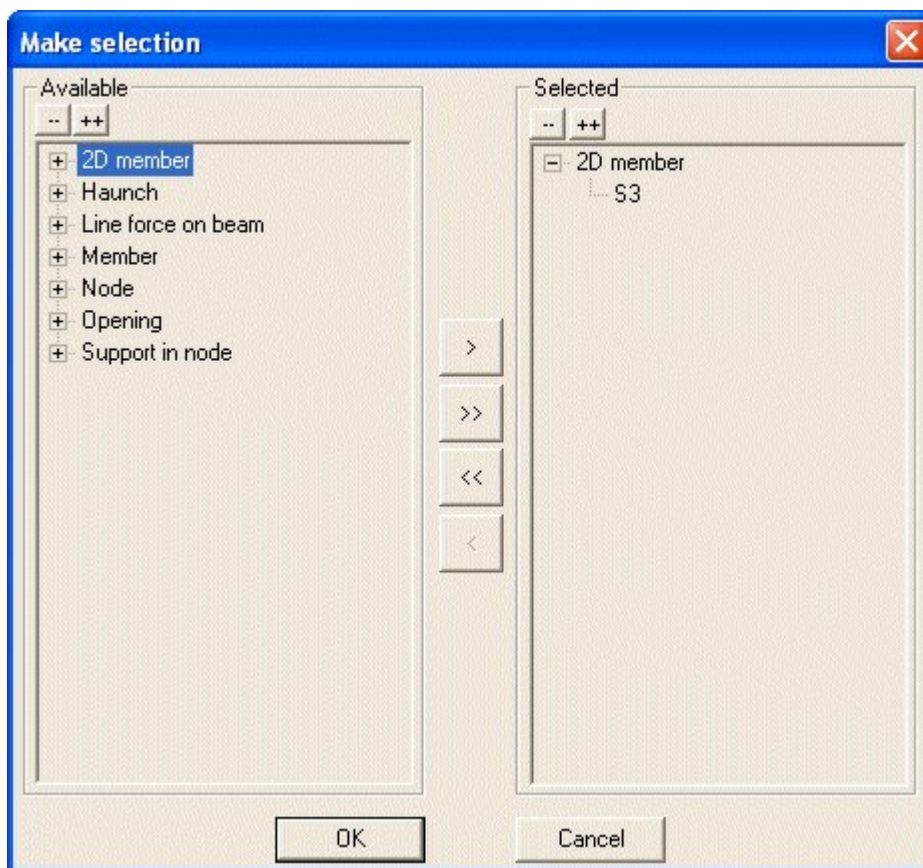 Make selection
Available
-- ++
2D member
Haunch
Line force on beam
Member
Node
Opening
Support in node
>
>>
<<
<
Selected
-- ++
2D member
S3
OK
Cancel